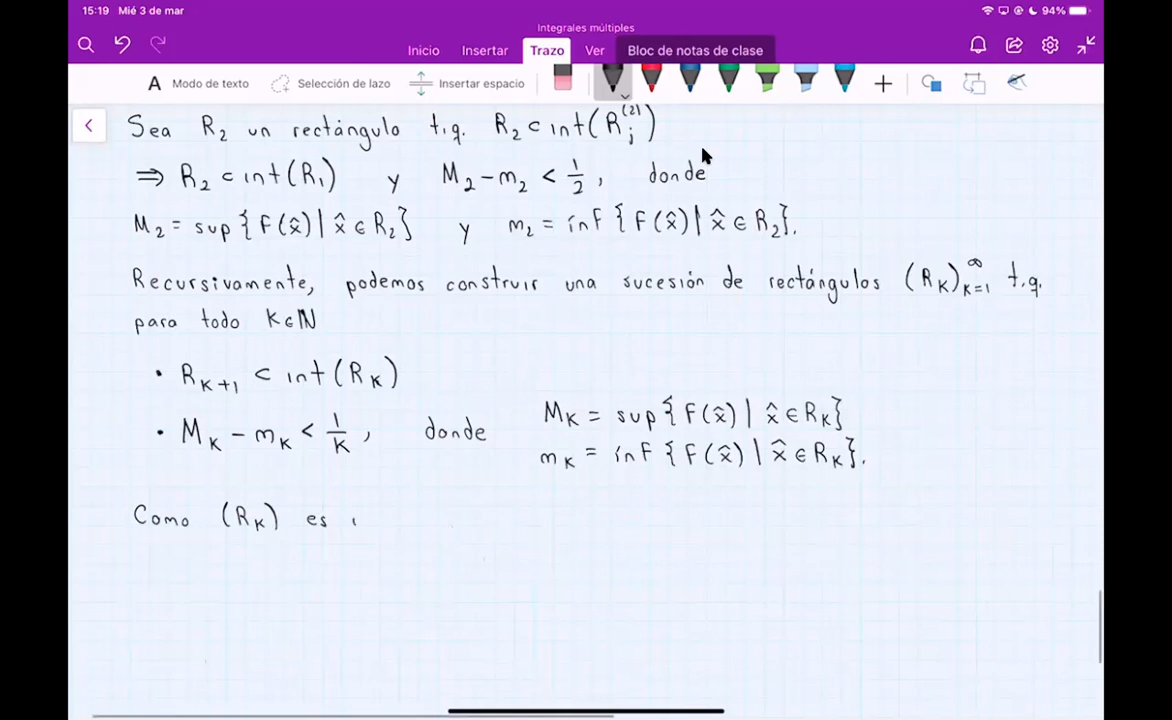 15:19 Mié 3 de mar
94%
Integrales múltiples
Inicio Insertar Trazo Ver Bloc de notas de clase
A Modo de texto Selección de lazo Insertar espacio
Sea R₂ un rectángulo t.q. R₂ ⊂ int(Rⱼ⁽²⁾)
⇒ R₂ ⊂ int(R₁) y M₂ - m₂ < 1/2, donde
M₂ = sup{F(x̂)| x̂ ∈ R₂} y m₂ = ínf{F(x̂)| x̂ ∈ R₂}.
Recursivamente, podemos construir una sucesión de rectángulos (R_K)_{K=1}^∞ t.q.
para todo K∈ℕ
• R_{K+1} ⊂ int(R_K)
• M_K - m_K < 1/K, donde M_K = sup{F(x̂)| x̂ ∈ R_K}
m_K = ínf{F(x̂)| x̂ ∈ R_K}.
Como (R_K) es